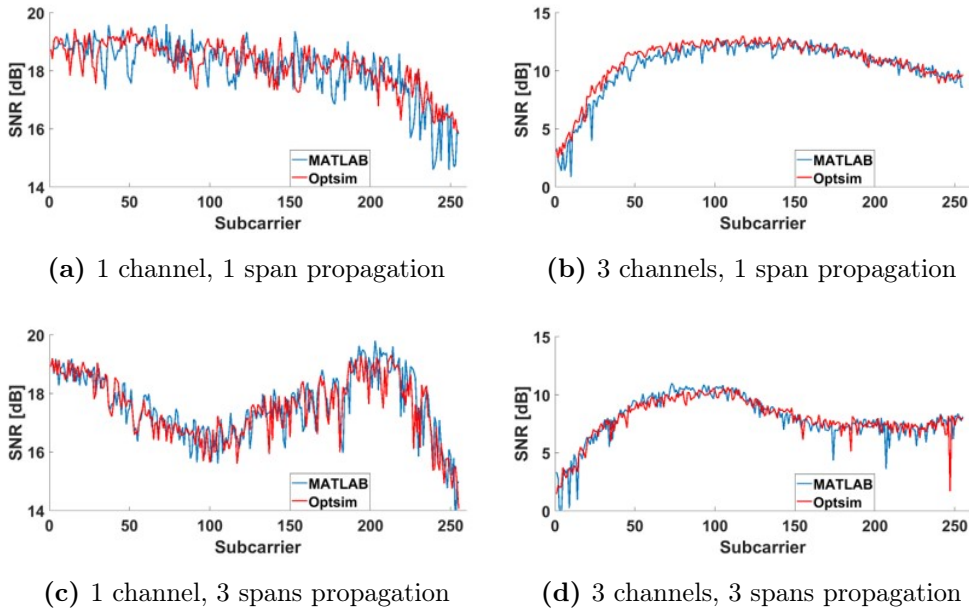 20
18
16
14
SNR [dB]
0 50 100 150 200 250
Subcarrier
MATLAB
Optsim
(a) 1 channel, 1 span propagation
15
10
5
0
SNR [dB]
0 50 100 150 200 250
Subcarrier
MATLAB
Optsim
(b) 3 channels, 1 span propagation
20
18
16
14
SNR [dB]
0 50 100 150 200 250
Subcarrier
MATLAB
Optsim
(c) 1 channel, 3 spans propagation
15
10
5
0
SNR [dB]
0 50 100 150 200 250
Subcarrier
MATLAB
Optsim
(d) 3 channels, 3 spans propagation